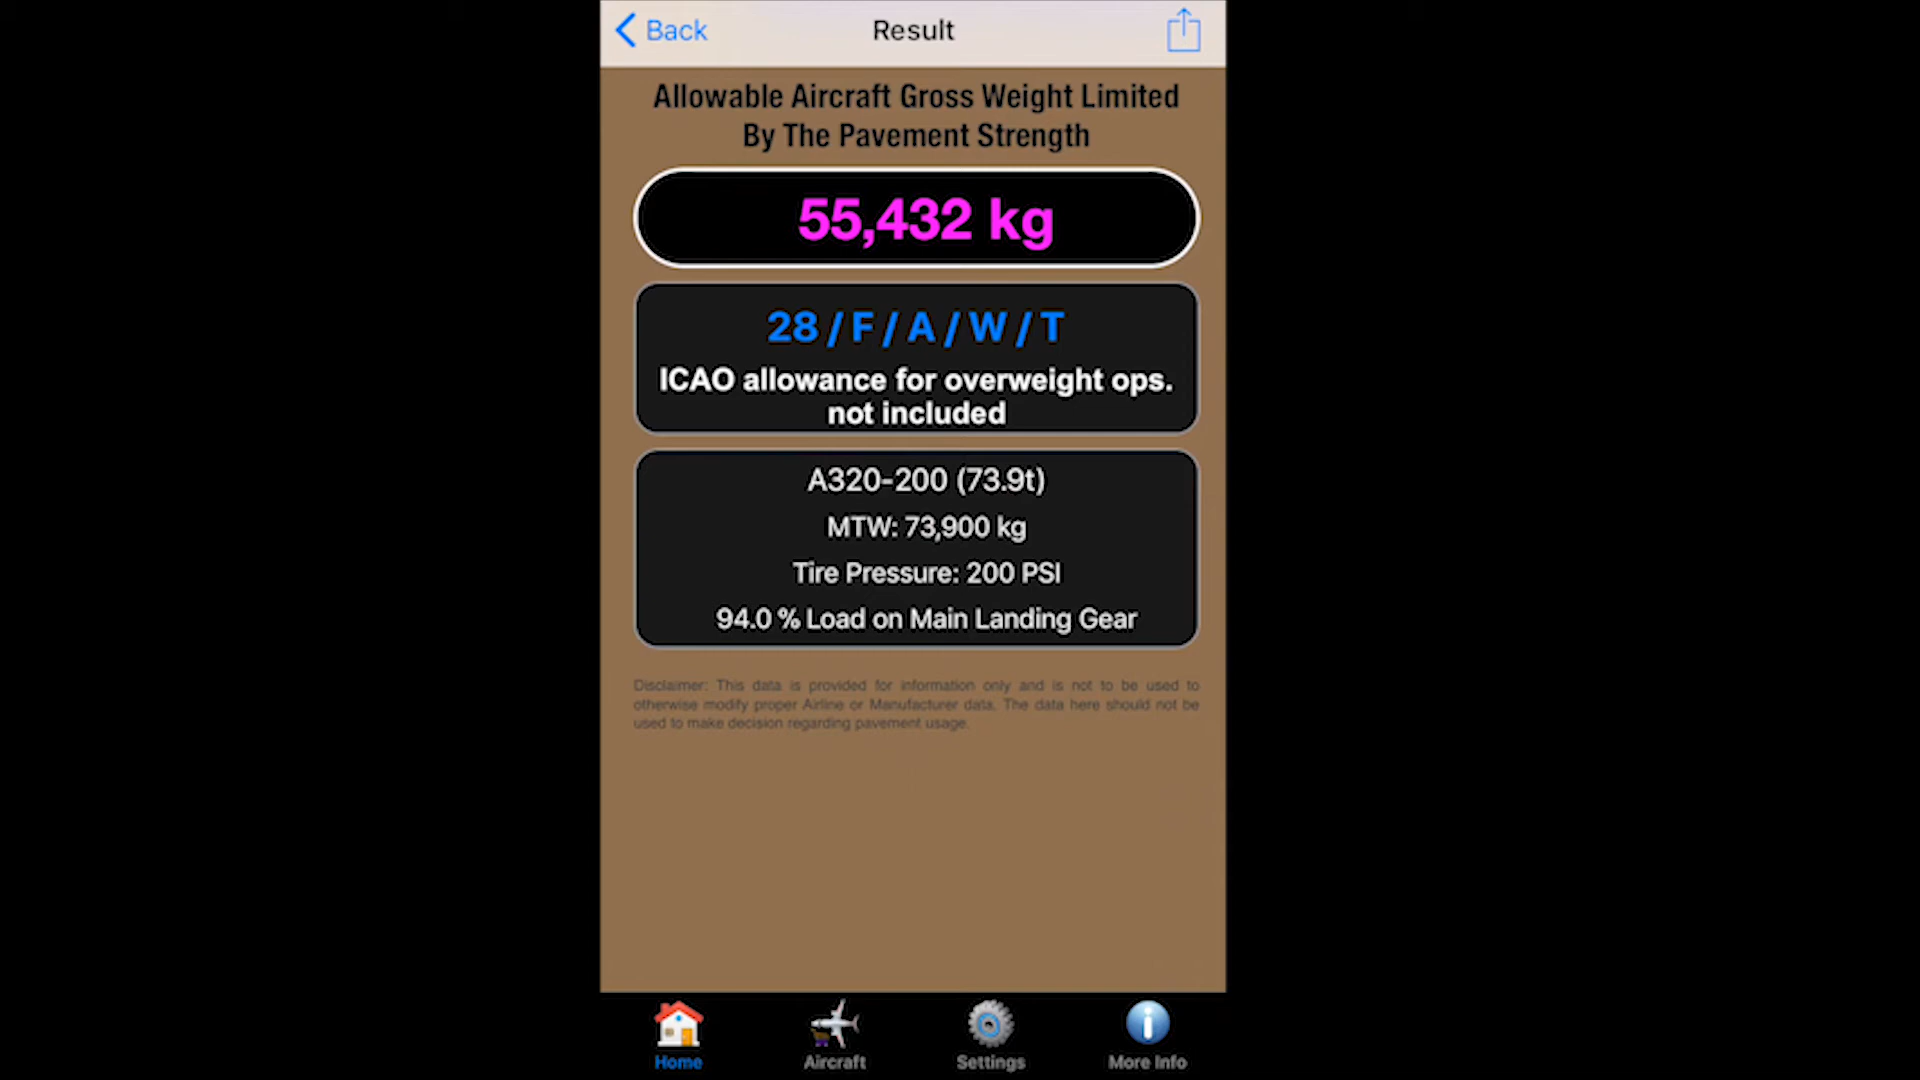 Back
Result
Allowable Aircraft Gross Weight Limited
By The Pavement Strength
55,432 kg
28 / F / A / W / T
ICAO allowance for overweight ops.
not included
A320-200 (73.9t)
MTW: 73,900 kg
Tire Pressure: 200 PSI
94.0 % Load on Main Landing Gear
Disclaimer: This data is provided for information only and is not to be used to
otherwise modify proper Airline or Manufacturer data. The data here should not be
used to make decision regarding pavement usage.
Home
Aircraft
Settings
More Info